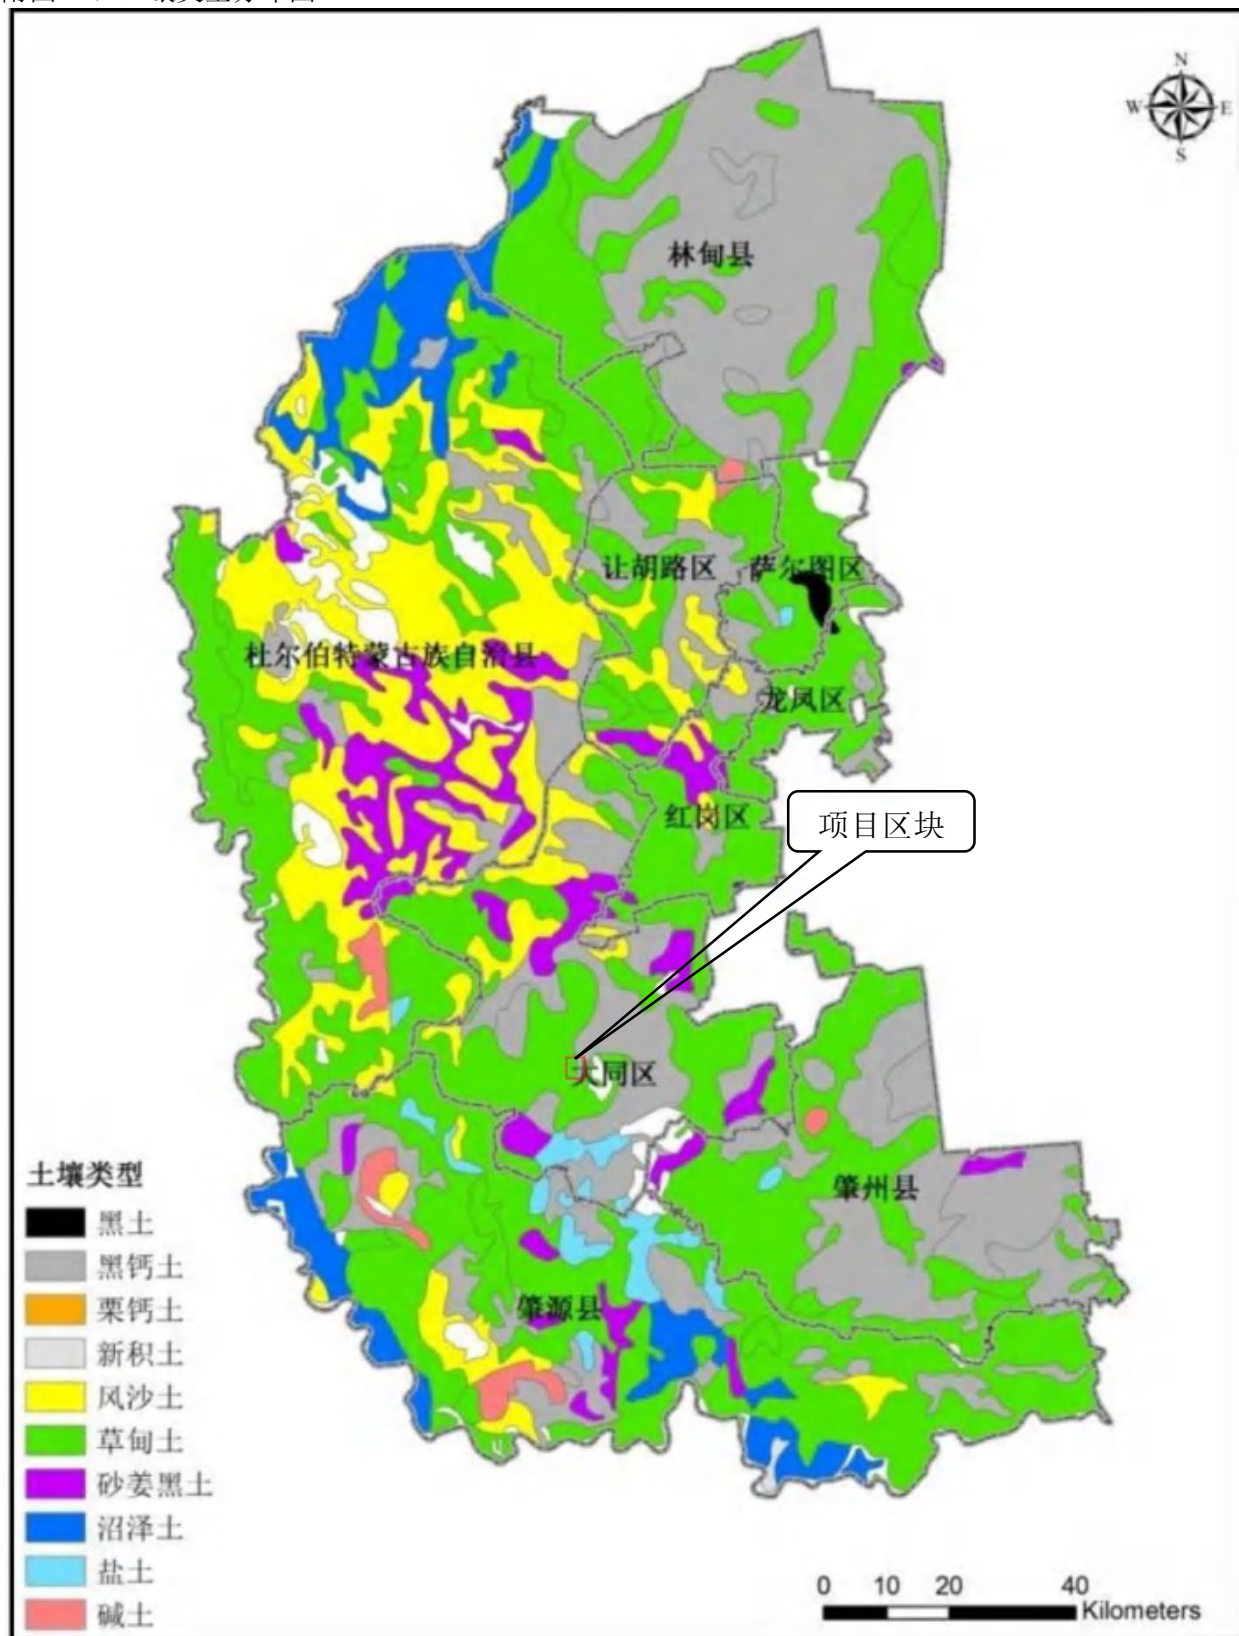 N
W E
S
林甸县
让胡路区
萨尔图区
杜尔伯特蒙古族自治县
龙凤区
红岗区
项目区块
大同区
肇州县
肇源县
土壤类型
黑土
黑钙土
栗钙土
新积土
风沙土
草甸土
砂姜黑土
沼泽土
盐土
碱土
0 10 20 40
Kilometers